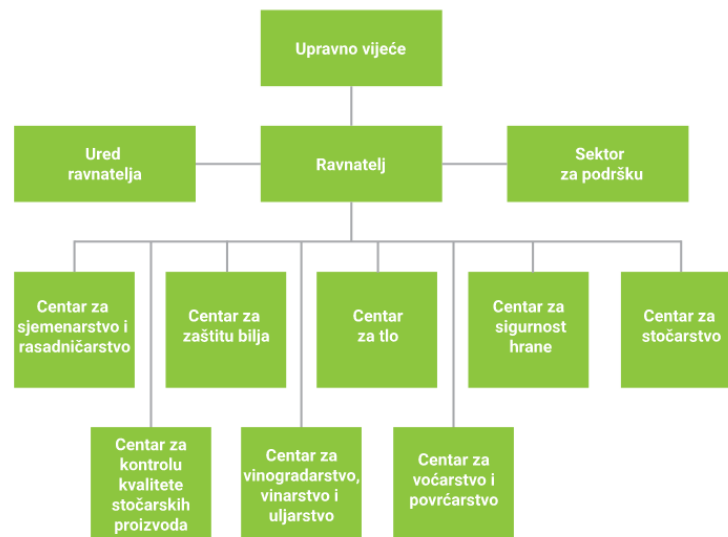 Upravno vijeće
Ured
ravnatelja
Ravnatelj
Sektor
za podršku
Centar za
sjemenarstvo i
rasadničarstvo
Centar za
zaštitu bilja
Centar
za tlo
Centar za
sigurnost
hrane
Centar za
stočarstvo
Centar za
kontrolu
kvalitete
stočarskih
proizvoda
Centar za
vinogradarstvo,
vinarstvo i
uljarstvo
Centar za
voćarstvo i
povrćarstvo